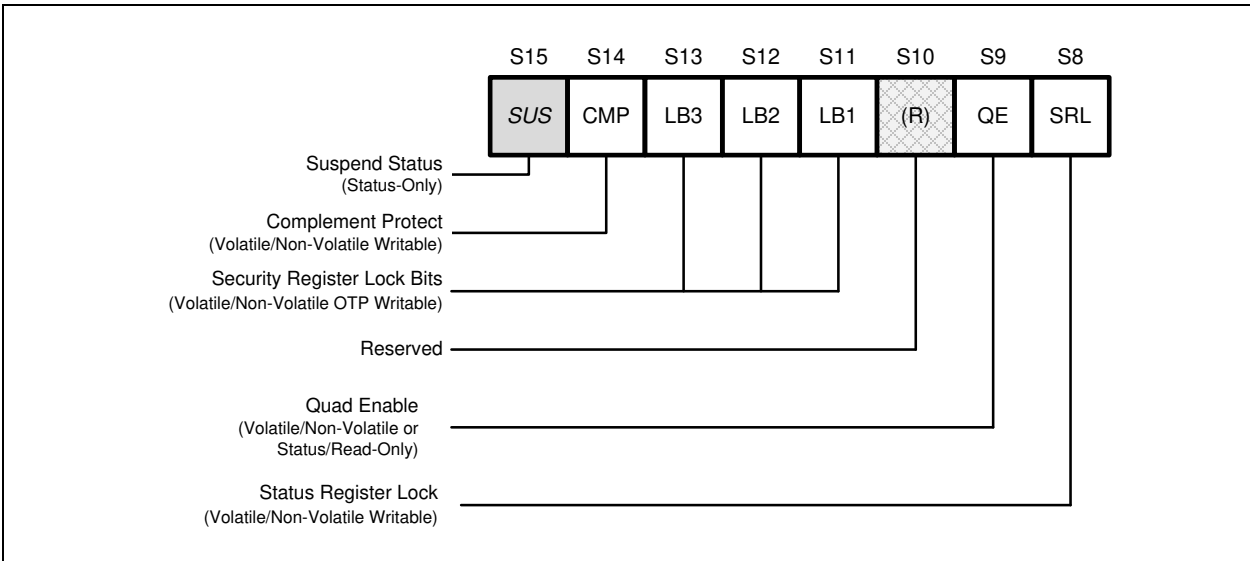 S15 S14 S13 S12 S11 S10 S9 S8
SUS CMP LB3 LB2 LB1 (R) QE SRL
Suspend Status
(Status-Only)
Complement Protect
(Volatile/Non-Volatile Writable)
Security Register Lock Bits
(Volatile/Non-Volatile OTP Writable)
Reserved
Quad Enable
(Volatile/Non-Volatile or
Status/Read-Only)
Status Register Lock
(Volatile/Non-Volatile Writable)